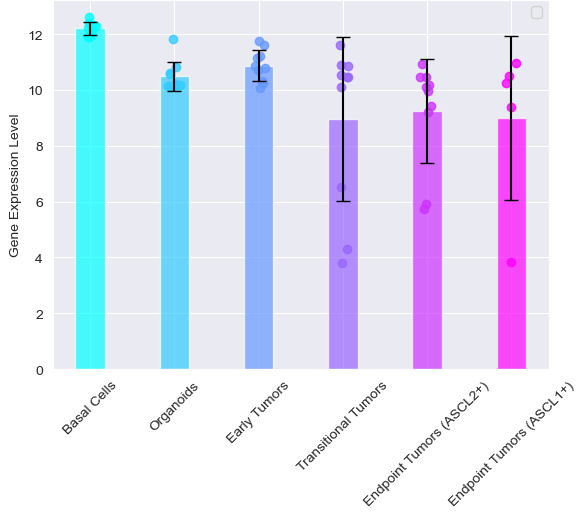 Gene Expression Level
12
10
8
6
4
2
0
Basal Cells
Organoids
Early Tumors
Transitional Tumors
Endpoint Tumors (ASCL2+)
Endpoint Tumors (ASCL1+)